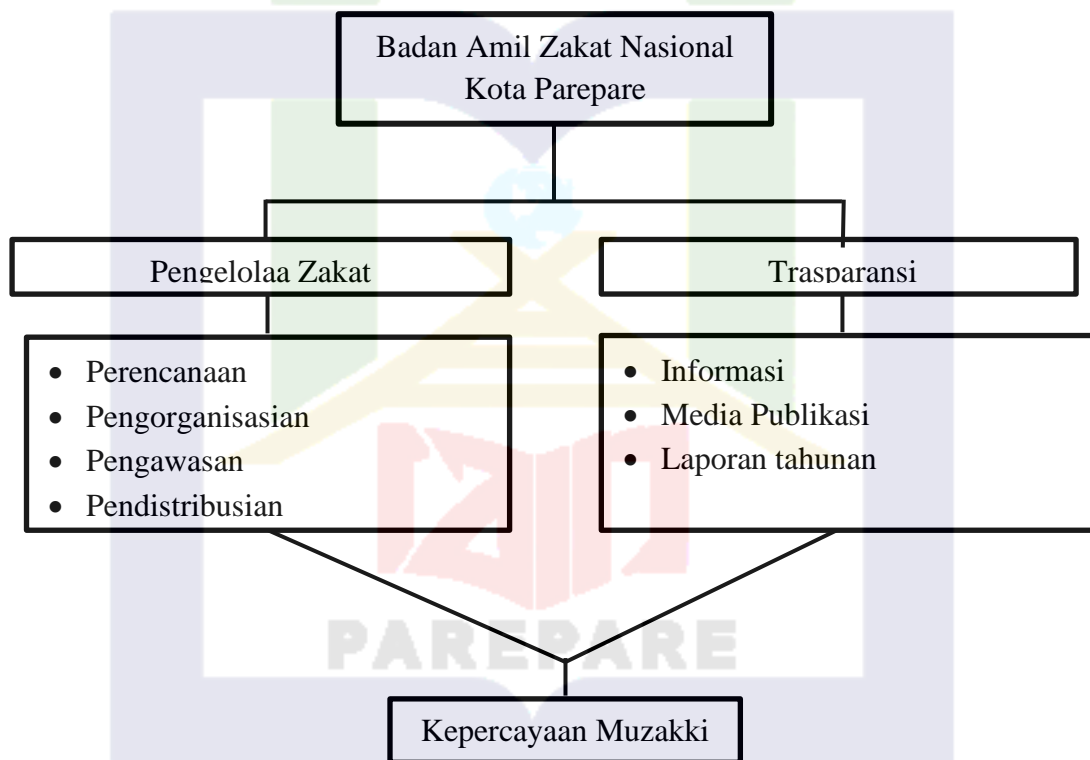 Badan Amil Zakat Nasional
Kota Parepare
Pengelolaa Zakat
Trasparansi
• Perencanaan
• Pengorganisasian
• Pengawasan
• Pendistribusian
• Informasi
• Media Publikasi
• Laporan tahunan
PAREPARE
Kepercayaan Muzakki